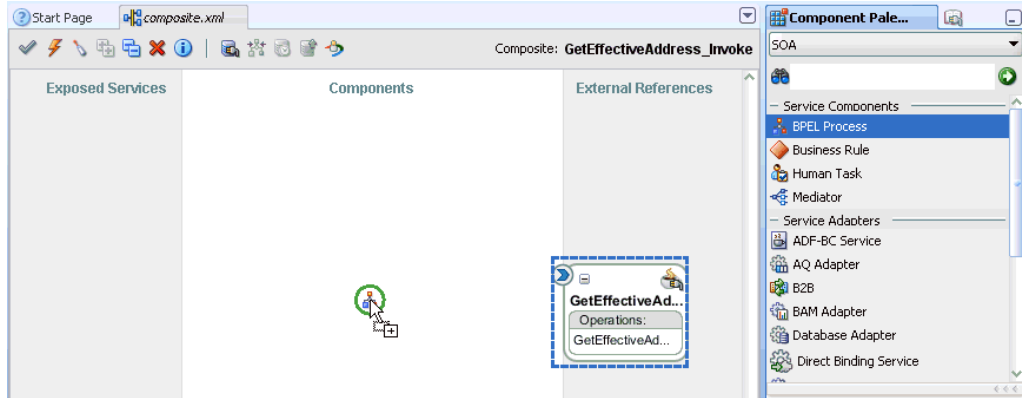 Start Page
composite.xml
Composite: GetEffectiveAddress_Invoke
Exposed Services
Components
External References
GetEffectiveAd...
Operations:
GetEffectiveAd...
Component Pale...
SOA
Service Components
BPEL Process
Business Rule
Human Task
Mediator
Service Adapters
ADF-BC Service
AQ Adapter
B2B
BAM Adapter
Database Adapter
Direct Binding Service